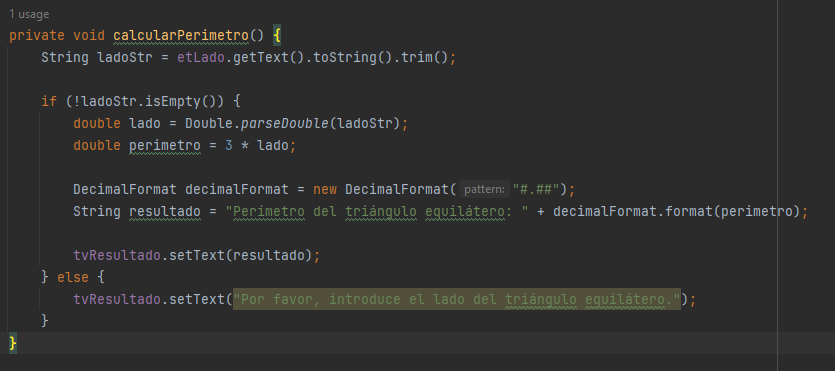 1 usage
private void calcularPerimetro() {
    String ladoStr = etLado.getText().toString().trim();

    if (!ladoStr.isEmpty()) {
        double lado = Double.parseDouble(ladoStr);
        double perimetro = 3 * lado;

        DecimalFormat decimalFormat = new DecimalFormat( pattern: "#.##");
        String resultado = "Perímetro del triángulo equilátero: " + decimalFormat.format(perimetro);

        tvResultado.setText(resultado);
    } else {
        tvResultado.setText("Por favor, introduce el lado del triángulo equilátero.");
    }
}